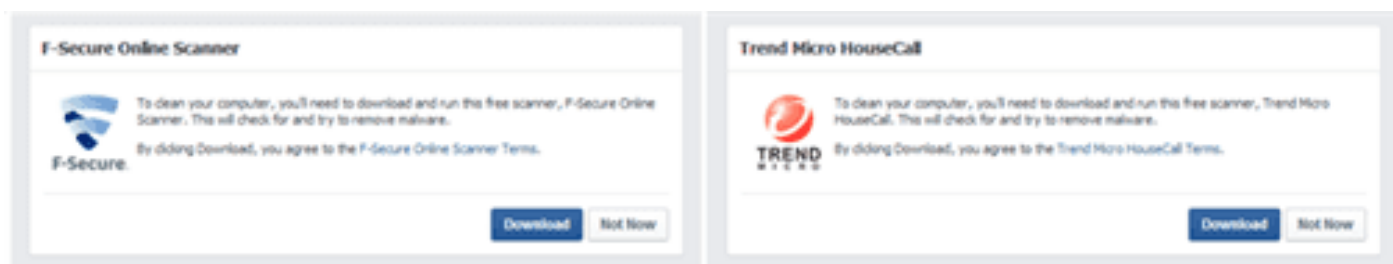 F-Secure Online Scanner
To clean your computer, you'll need to download and run this free scanner, F-Secure Online
Scanner. This will check for and try to remove malware.
By clicking Download, you agree to the F-Secure Online Scanner Terms.
F-Secure.
Download
Not Now
Trend Micro HouseCall
To clean your computer, you'll need to download and run this free scanner, Trend Micro
HouseCall. This will check for and try to remove malware.
By clicking Download, you agree to the Trend Micro HouseCall Terms.
TREND
MICRO
Download
Not Now